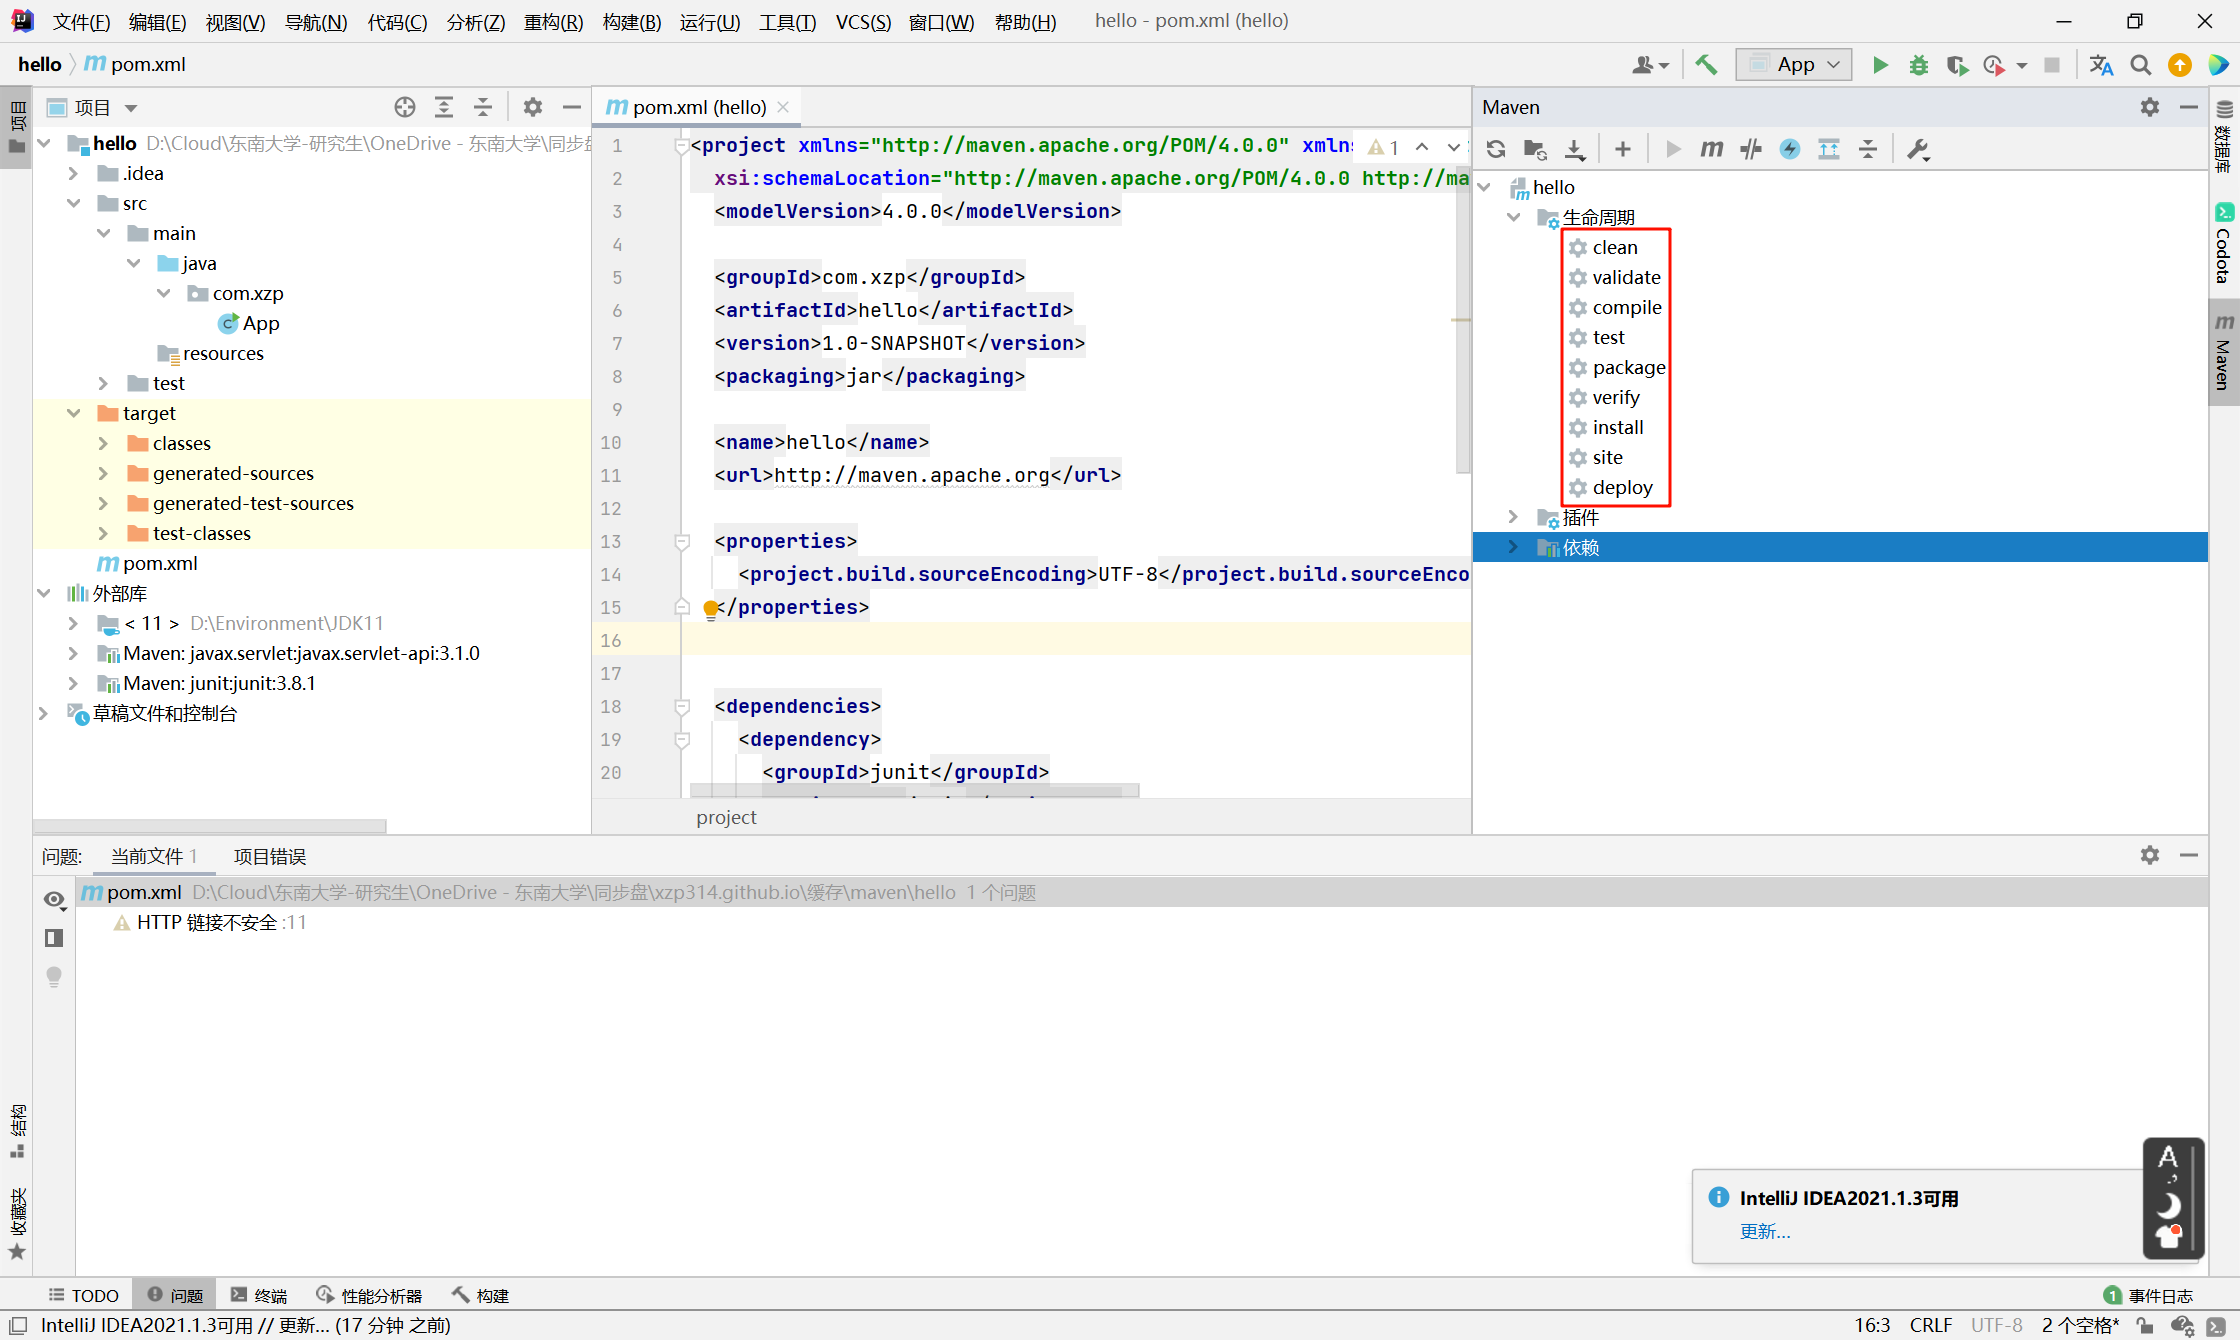 文件(F) 编辑(E) 视图(V) 导航(N) 代码(C) 分析(Z) 重构(R) 构建(B) 运行(U) 工具(T) VCS(S) 窗口(W) 帮助(H) hello - pom.xml (hello)
hello pom.xml
App
项目
项目
hello D:\Cloud\东南大学-研究生\OneDrive - 东南大学\同步
.idea
src
main
java
com.xzp
App
resources
test
target
classes
generated-sources
generated-test-sources
test-classes
pom.xml
外部库
< 11 > D:\Environment\JDK11
Maven: javax.servlet:javax.servlet-api:3.1.0
Maven: junit:junit:3.8.1
草稿文件和控制台
结构
收藏夹
pom.xml (hello)
1 <project xmlns="http://maven.apache.org/POM/4.0.0" xmln
1
2 xsi:schemaLocation="http://maven.apache.org/POM/4.0.0 http://ma
3 <modelVersion>4.0.0</modelVersion>
4
5 <groupId>com.xzp</groupId>
6 <artifactId>hello</artifactId>
7 <version>1.0-SNAPSHOT</version>
8 <packaging>jar</packaging>
9
10 <name>hello</name>
11 <url>http://maven.apache.org</url>
12
13 <properties>
14 <project.build.sourceEncoding>UTF-8</project.build.sourceEnco
15 </properties>
16
17
18 <dependencies>
19 <dependency>
20 <groupId>junit</groupId>
project
Maven
hello
生命周期
clean
validate
compile
test
package
verify
install
site
deploy
插件
依赖
数据库
Codota
Maven
问题: 当前文件 1 项目错误
pom.xml D:\Cloud\东南大学-研究生\OneDrive - 东南大学\同步盘\xzp314.github.io\缓存\maven\hello 1 个问题
HTTP 链接不安全 :11
IntelliJ IDEA2021.1.3可用
更新...
A
TODO 问题 终端 性能分析器 构建 1 事件日志
IntelliJ IDEA2021.1.3可用 // 更新... (17 分钟 之前) 16:3 CRLF UTF-8 2 个空格*